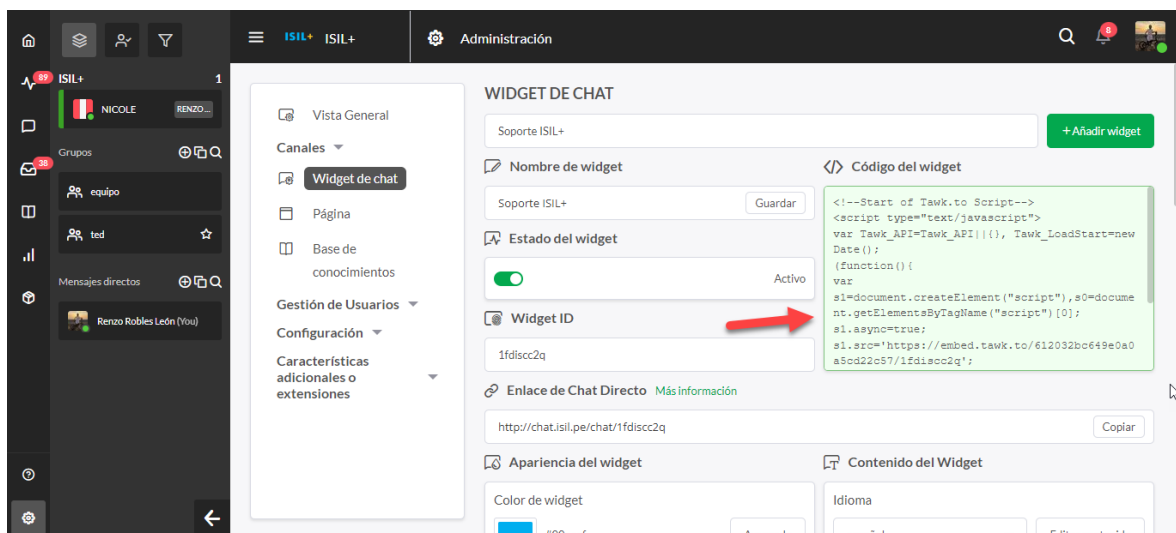 ISIL+ ISIL+
Administración
8
89
38
ISIL+ 1
NICOLE RENZO...
Grupos
equipo
ted
Mensajes directos
Renzo Robles León (You)
Vista General
Canales
Widget de chat
Página
Base de
conocimientos
Gestión de Usuarios
Configuración
Características
adicionales o
extensiones
WIDGET DE CHAT
Soporte ISIL+
+Añadir widget
Nombre de widget
Soporte ISIL+ Guardar
Estado del widget
Activo
Widget ID
1fdiscc2q
</> Código del widget
<!--Start of Tawk.to Script-->
<script type="text/javascript">
var Tawk_API=Tawk_API||{}, Tawk_LoadStart=new
Date();
(function(){
var
s1=document.createElement("script"),s0=docume
nt.getElementsByTagName("script")[0];
s1.async=true;
s1.src='https://embed.tawk.to/612032bc649e0a0
a5cd22c57/1fdiscc2q';
Enlace de Chat Directo Más información
http://chat.isil.pe/chat/1fdiscc2q Copiar
Apariencia del widget
Color de widget
Contenido del Widget
Idioma